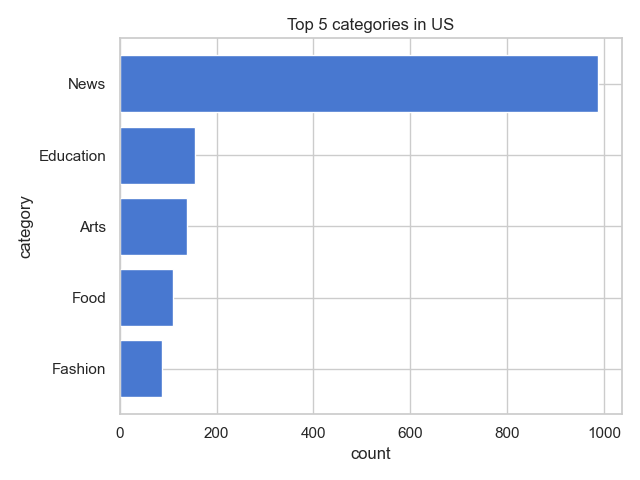 Top 5 categories in US
category
News
Education
Arts
Food
Fashion
0 200 400 600 800 1000
count